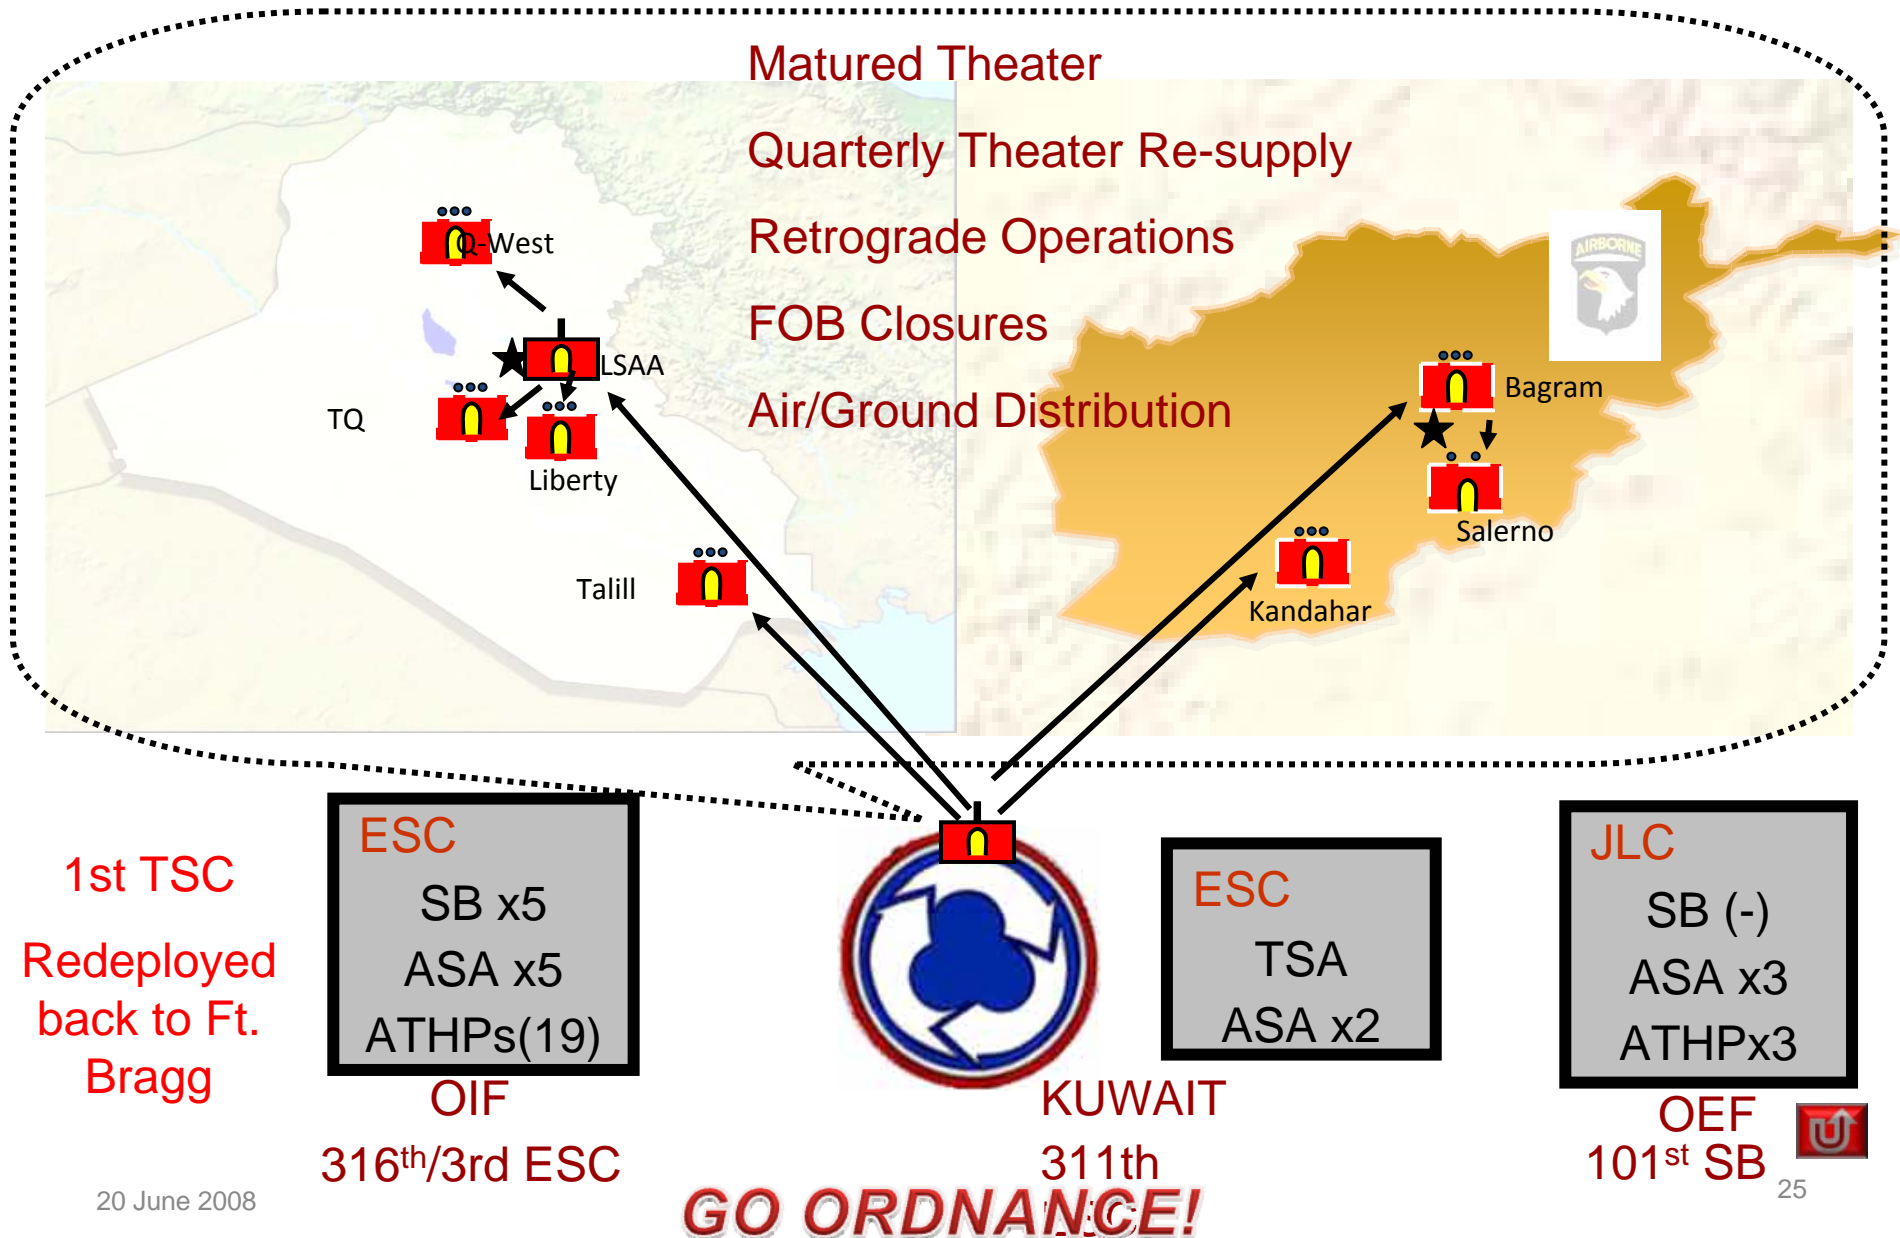 Matured Theater
Quarterly Theater Re-supply
Retrograde Operations
FOB Closures
Air/Ground Distribution
Q-West
LSAA
TQ
Liberty
Talill
AIRBORNE
Bagram
Salerno
Kandahar
1st TSC
Redeployed
back to Ft.
Bragg
ESC
SB x5
ASA x5
ATHPs(19)
OIF
316th/3rd ESC
KUWAIT
311th
ESC
TSA
ASA x2
JLC
SB (-)
ASA x3
ATHPx3
OEF
101st SB
20 June 2008
GO ORDNANCE!
25